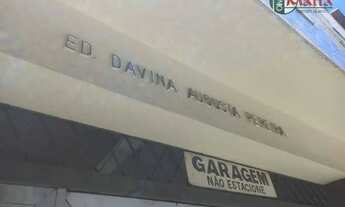 ED. DAVINA AUGUSTA PEREIRA
GARAGEM
NÃO ESTACIONE